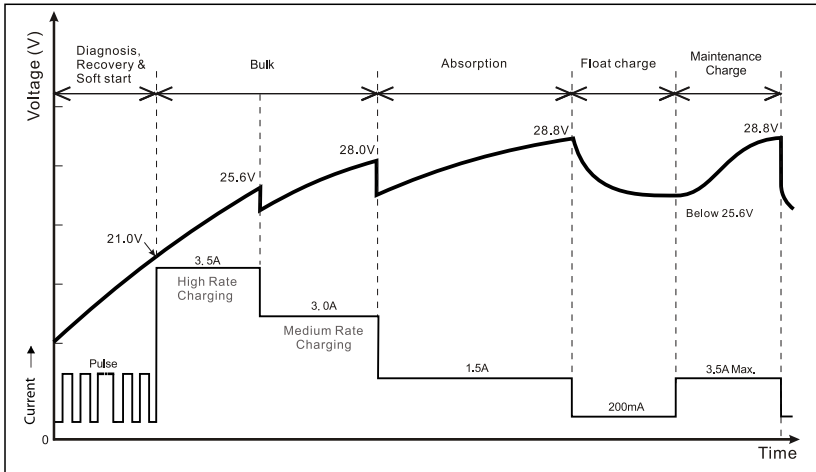 Voltage (V)
Diagnosis,
Recovery &
Soft start
Bulk
Absorption
Float charge
Maintenance
Charge
21.0V
25.6V
28.0V
28.8V
28.8V
Below 25.6V
3.5A
High Rate
Charging
3.0A
Medium Rate
Charging
Pulse
1.5A
200mA
3.5A Max.
Current →
0
Time